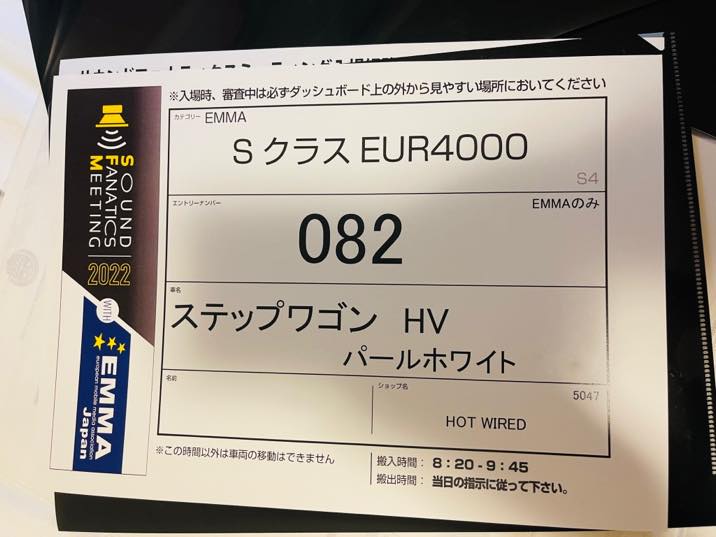 ※入場時、審査中は必ずダッシュボード上の外から見やすい場所においてください
カテゴリー EMMA
S クラス EUR4000
S4
エントリーナンバー
EMMAのみ
082
車名
ステップワゴン HV
パールホワイト
名前
ショップ名
5047
HOT WIRED
※この時間以外は車両の移動はできません
搬入時間： 8：20-9：45
搬出時間： 当日の指示に従って下さい。
SOUND
FANATICS
MEETING
2022
WITH
EMMA
european mobile media association
Japan